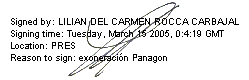 Signed by: LILIAN DEL CARMEN ROCCA CARBAJAL
Signing time: Tuesday, March 15 2005, 0:4:19 GMT
Location: PRES
Reason to sign: exoneración Panagon